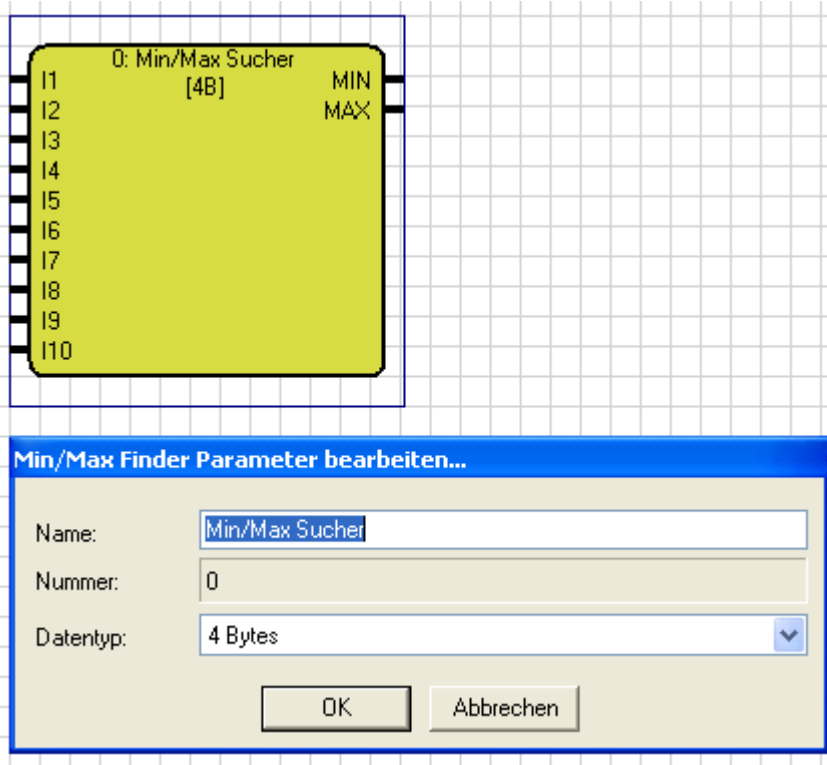 0: Min/Max Sucher
[4B]
I1 MIN
I2 MAX
I3
I4
I5
I6
I7
I8
I9
I10
Min/Max Finder Parameter bearbeiten...
Name: Min/Max Sucher
Nummer: 0
Datentyp: 4 Bytes
OK Abbrechen